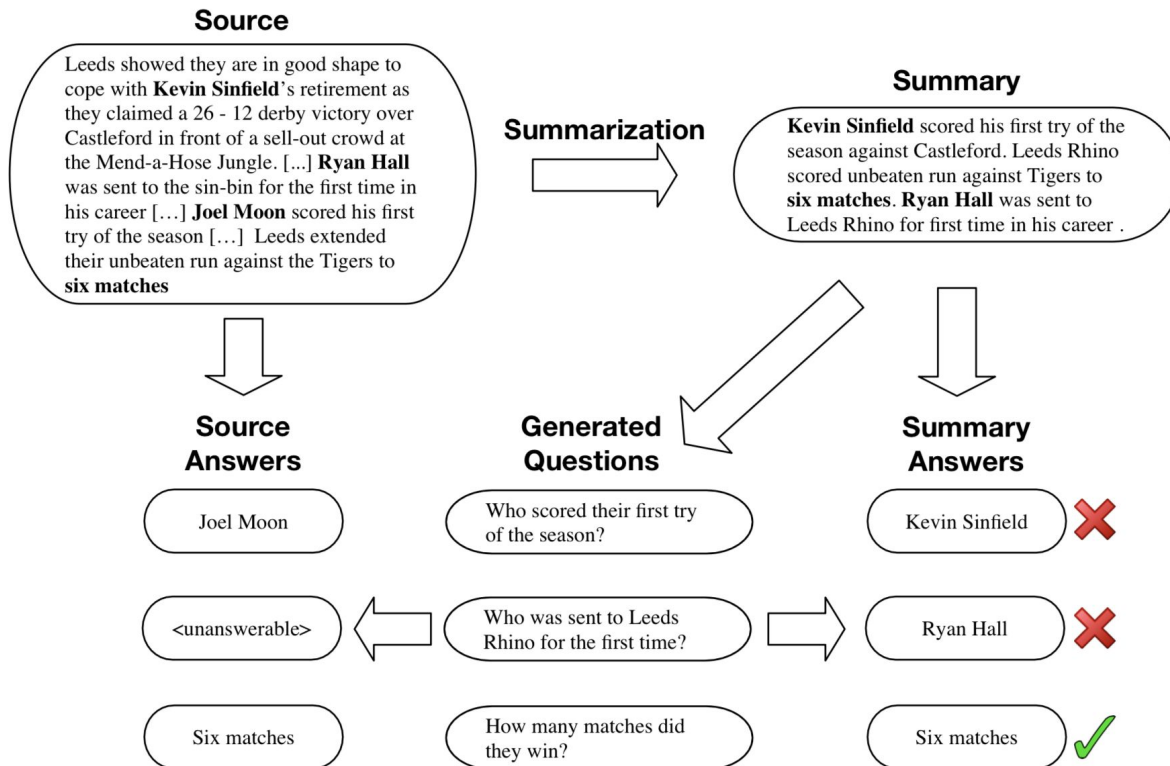 Source
Leeds showed they are in good shape to
cope with Kevin Sinfield's retirement as
they claimed a 26 - 12 derby victory over
Castleford in front of a sell-out crowd at
the Mend-a-Hose Jungle. [...] Ryan Hall
was sent to the sin-bin for the first time in
his career […] Joel Moon scored his first
try of the season […]  Leeds extended
their unbeaten run against the Tigers to
six matches
Summarization
Summary
Kevin Sinfield scored his first try of the
season against Castleford. Leeds Rhino
scored unbeaten run against Tigers to
six matches. Ryan Hall was sent to
Leeds Rhino for first time in his career .
Source
Answers
Generated
Questions
Summary
Answers
Joel Moon
Who scored their first try
of the season?
Kevin Sinfield
<unanswerable>
Who was sent to Leeds
Rhino for the first time?
Ryan Hall
Six matches
How many matches did
they win?
Six matches